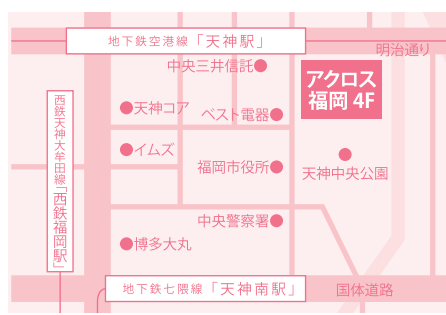 地下鉄空港線「天神駅」
明治通り
中央三井信託
アクロス
福岡 4F
天神コア
ベスト電器
西鉄天神大牟田線「西鉄福岡駅」
イムズ
福岡市役所
天神中央公園
中央警察署
博多大丸
地下鉄七隈線「天神南駅」
国体道路